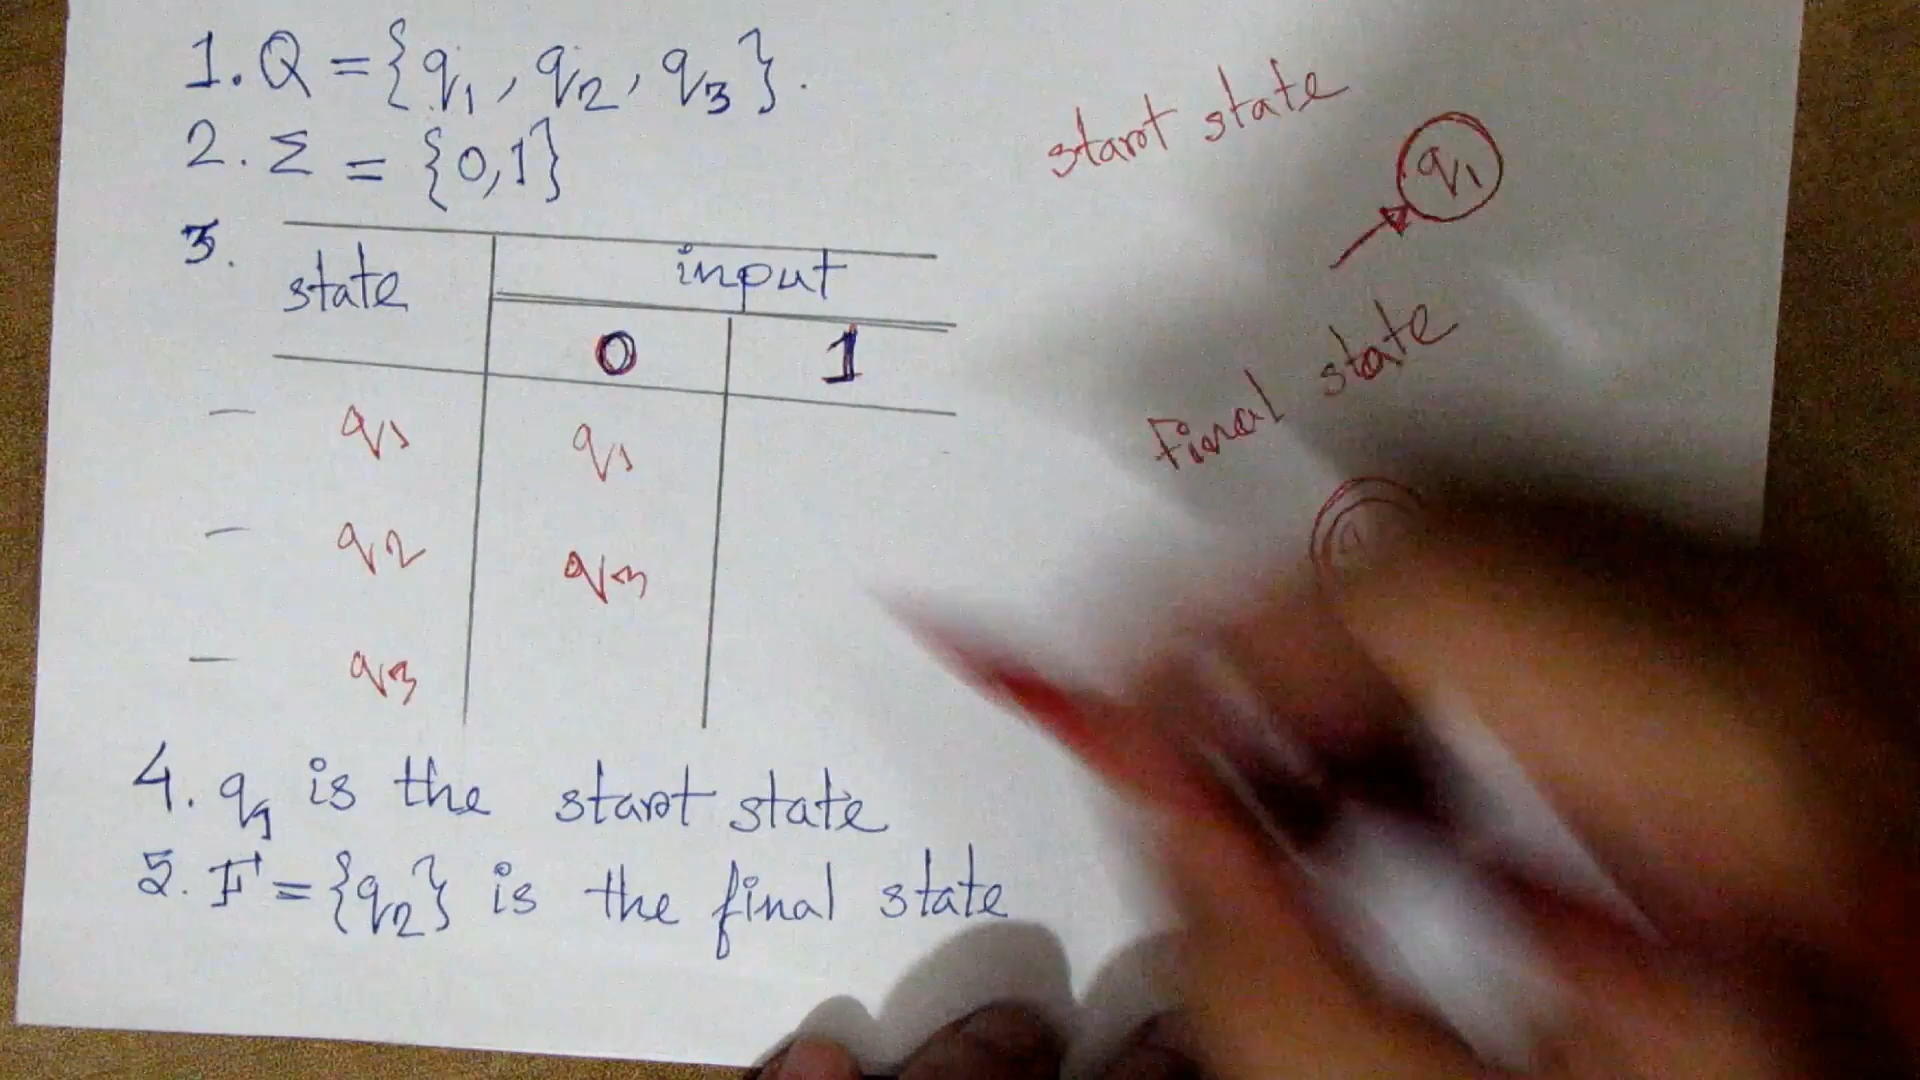 1. Q = {q1, q2, q3}.
2. Σ = {0,1}
3.
state input
0 1
q1 q1
q2 q3
q3
4. q1 is the start state
5. F = {q2} is the final state
start state
q1
Final state